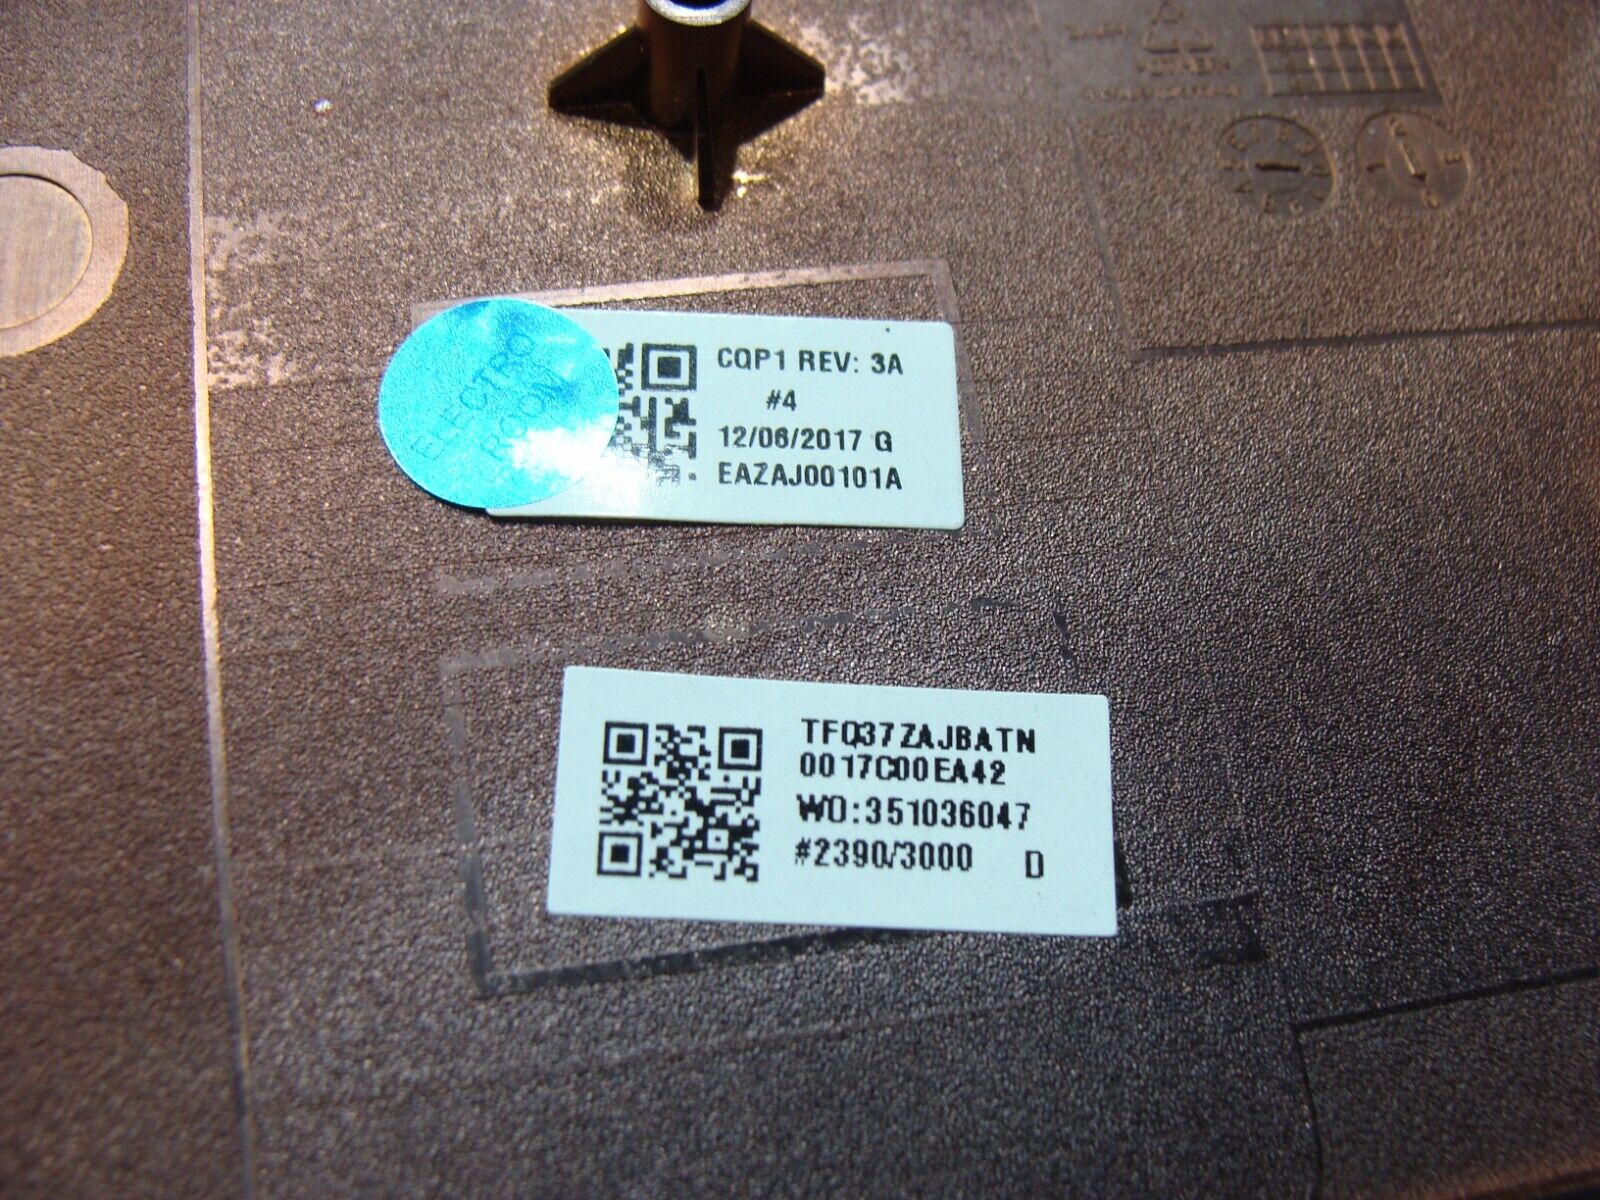 CQP1 REV: 3A
#4
12/06/2017 G
EAZAJ00101A
TFQ37ZAJBATN
0017C00EA42
WO:351036047
#2390/3000 D